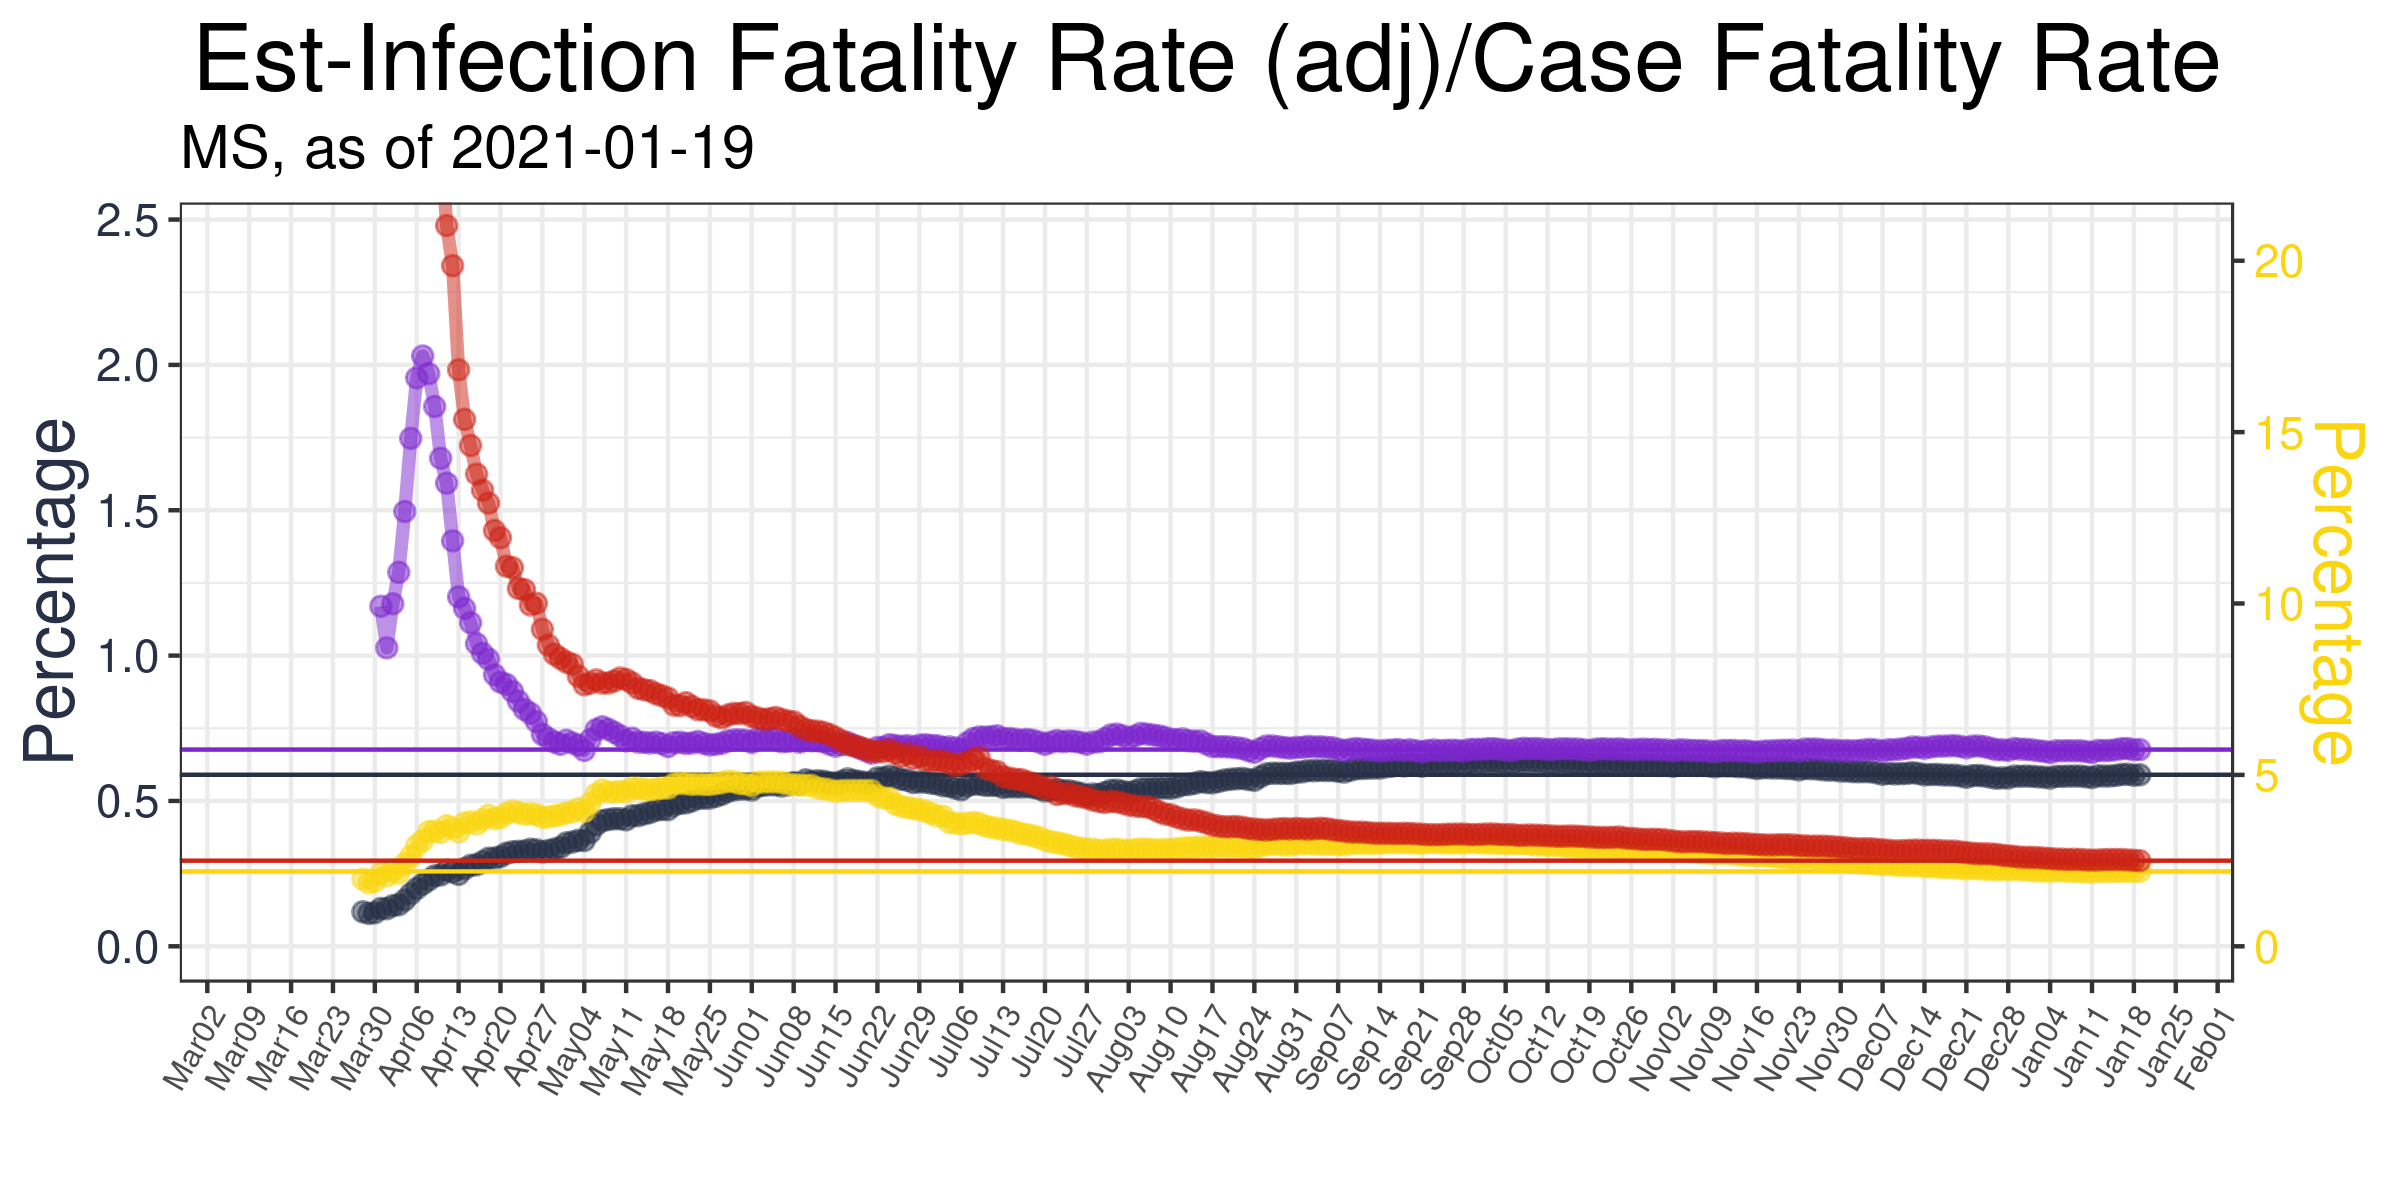 Est-Infection Fatality Rate (adj)/Case Fatality Rate
MS, as of 2021-01-19
Percentage
2.5
2.0
1.5
1.0
0.5
0.0
20
15
10
5
0
Percentage
Mar02 Mar09 Mar16 Mar23 Mar30 Apr06 Apr13 Apr20 Apr27 May04 May11 May18 May25 Jun01 Jun08 Jun15 Jun22 Jun29 Jul06 Jul13 Jul20 Jul27 Aug03 Aug10 Aug17 Aug24 Aug31 Sep07 Sep14 Sep21 Sep28 Oct05 Oct12 Oct19 Oct26 Nov02 Nov09 Nov16 Nov23 Nov30 Dec07 Dec14 Dec21 Dec28 Jan04 Jan11 Jan18 Jan25 Feb01